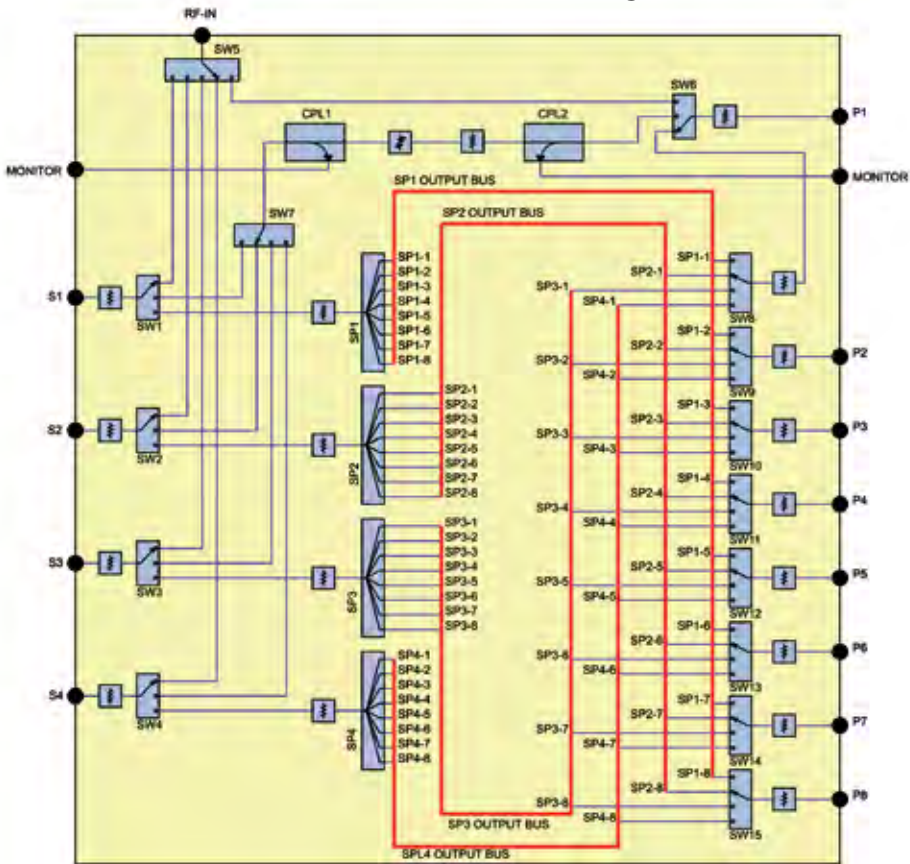 RF-IN
SW5
SW6
CPL1
CPL2
P1
MONITOR
MONITOR
SP1 OUTPUT BUS
SW7
SP2 OUTPUT BUS
SP1-1
SP1-2
SP1-3
SP1-4
SP1-5
SP1-6
SP1-7
SP1-8
SP1
S1
SW1
SP2-1
SP2-2
SP2-3
SP2-4
SP2-5
SP2-6
SP2-7
SP2-8
SP2
S2
SW2
SP3-1
SP3-2
SP3-3
SP3-4
SP3-5
SP3-6
SP3-7
SP3-8
SP3
S3
SW3
SP4-1
SP4-2
SP4-3
SP4-4
SP4-5
SP4-6
SP4-7
SP4-8
SP4
S4
SW4
SP1-1
SP2-1
SP3-1
SP4-1
SW8
SP1-2
SP2-2
SP3-2
SP4-2
SW9
P2
SP1-3
SP2-3
SP3-3
SP4-3
SW10
P3
SP1-4
SP2-4
SP3-4
SP4-4
SW11
P4
SP1-5
SP2-5
SP3-5
SP4-5
SW12
P5
SP1-6
SP2-6
SP3-6
SP4-6
SW13
P6
SP1-7
SP2-7
SP3-7
SP4-7
SW14
P7
SP1-8
SP2-8
SP3-8
SP4-8
SW15
P8
SP3 OUTPUT BUS
SPL4 OUTPUT BUS